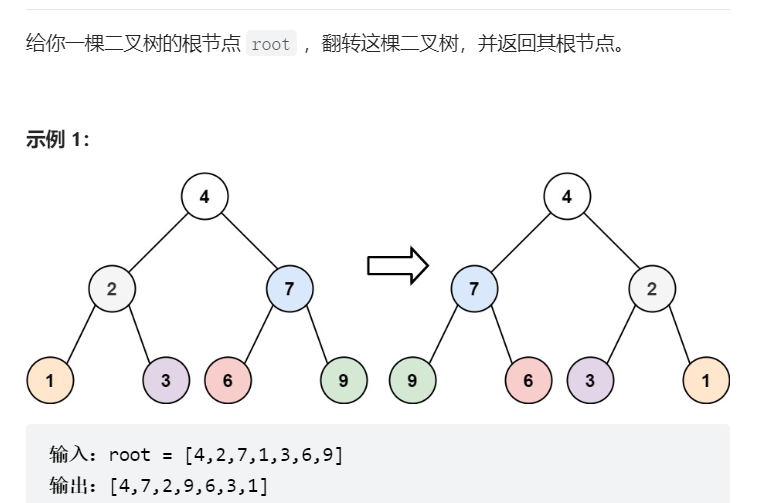 给你一棵二叉树的根节点 root ，翻转这棵二叉树，并返回其根节点。
示例 1：
4 4
2 7 7 2
1 3 6 9 9 6 3 1
输入：root = [4,2,7,1,3,6,9]
输出：[4,7,2,9,6,3,1]